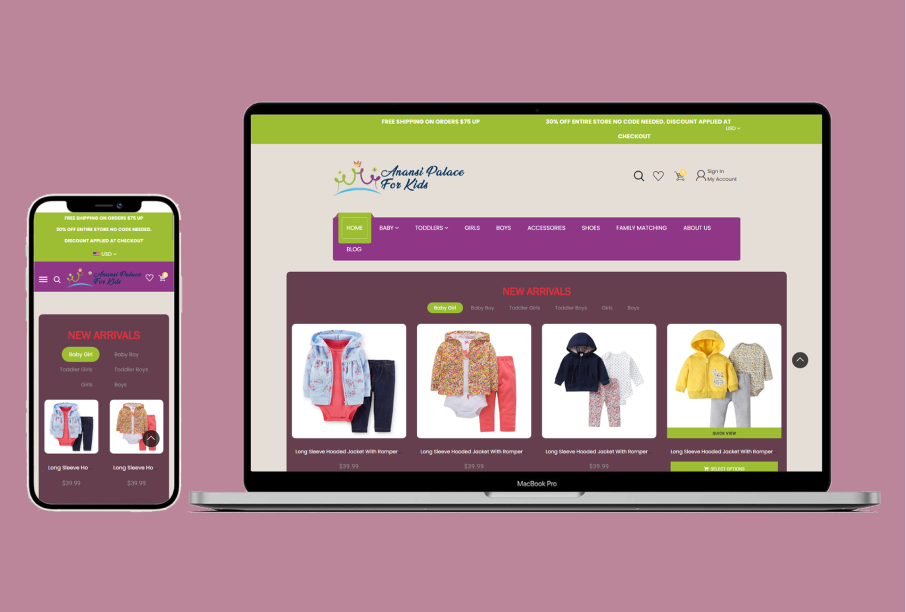 FREE SHIPPING ON ORDERS $75 UP
30% OFF ENTIRE STORE NO CODE NEEDED. DISCOUNT APPLIED AT
CHECKOUT
USD
Anansi Palace
For Kids
Sign In
My Account
HOME BABY TODDLERS GIRLS BOYS ACCESSORIES SHOES FAMILY MATCHING ABOUT US
BLOG
NEW ARRIVALS
Baby Girl Baby Boy Toddler Girls Toddler Boys Girls Boys
QUICK VIEW
Long Sleeve Hooded Jacket With Romper Long Sleeve Hooded Jacket With Romper Long Sleeve Hooded Jacket With Romper Long Sleeve Hooded Jacket With Romper
$39.99 $39.99 $39.99 SELECT OPTIONS
MacBook Pro
FREE SHIPPING ON ORDERS $75 UP
30% OFF ENTIRE STORE NO CODE NEEDED.
DISCOUNT APPLIED AT CHECKOUT
USD
Anansi Palace
For Kids
NEW ARRIVALS
Baby Girl Baby Boy
Toddler Girls Toddler Boys
Girls Boys
Long Sleeve Ho Long Sleeve Ho
$39.99 $39.99